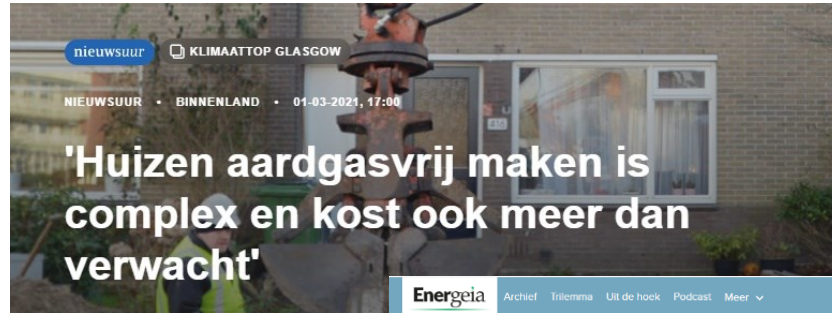 nieuwsuur KLIMAATTOP GLASGOW
NIEUWSUUR • BINNENLAND • 01-03-2021, 17:00
418
'Huizen aardgasvrij maken is
complex en kost ook meer dan
verwacht'
Energeia Archief Trilemma Uit de hoek Podcast Meer